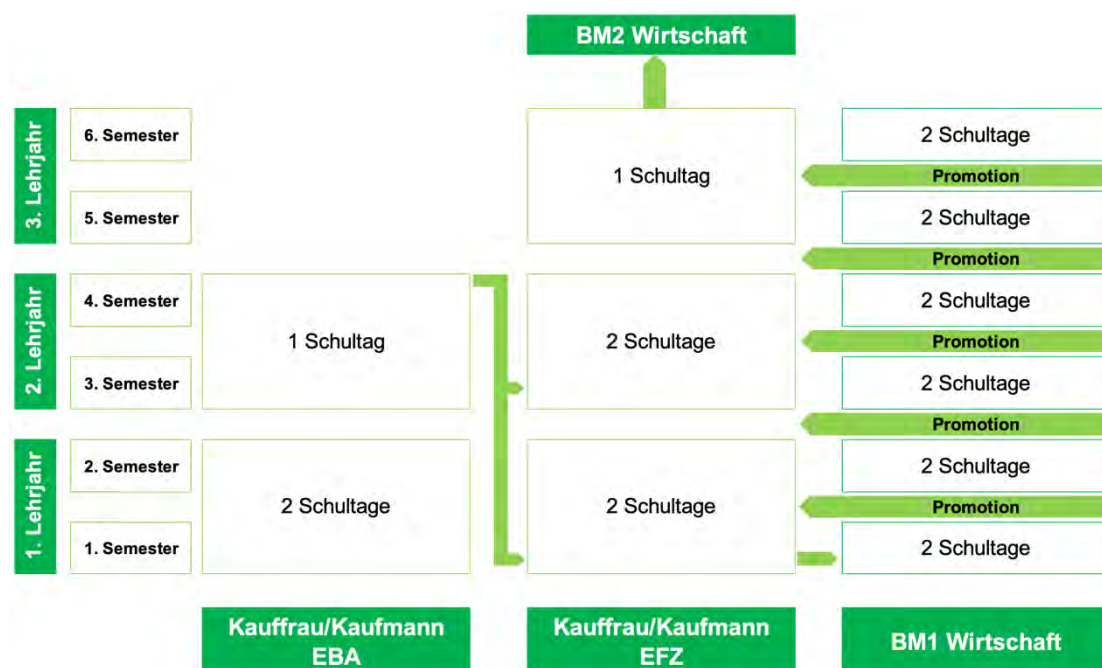 BM2 Wirtschaft
3. Lehrjahr
6. Semester
1 Schultag
2 Schultage
Promotion
5. Semester
2 Schultage
Promotion
2. Lehrjahr
4. Semester
1 Schultag
2 Schultage
2 Schultage
Promotion
3. Semester
2 Schultage
Promotion
1. Lehrjahr
2. Semester
2 Schultage
2 Schultage
2 Schultage
Promotion
1. Semester
2 Schultage
Kauffrau/Kaufmann
EBA
Kauffrau/Kaufmann
EFZ
BM1 Wirtschaft